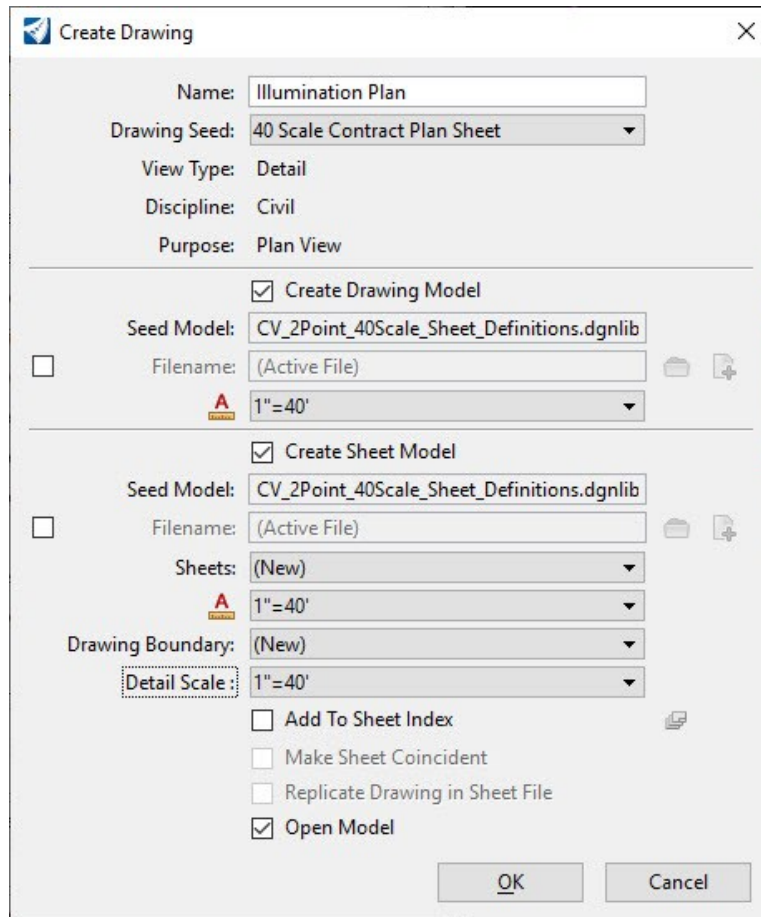 Create Drawing
Name: Illumination Plan
Drawing Seed: 40 Scale Contract Plan Sheet
View Type: Detail
Discipline: Civil
Purpose: Plan View
Create Drawing Model
Seed Model: CV_2Point_40Scale_Sheet_Definitions.dgnlib
Filename: (Active File)
A 1"=40'
Create Sheet Model
Seed Model: CV_2Point_40Scale_Sheet_Definitions.dgnlib
Filename: (Active File)
Sheets: (New)
A 1"=40'
Drawing Boundary: (New)
Detail Scale : 1"=40'
Add To Sheet Index
Make Sheet Coincident
Replicate Drawing in Sheet File
Open Model
OK Cancel